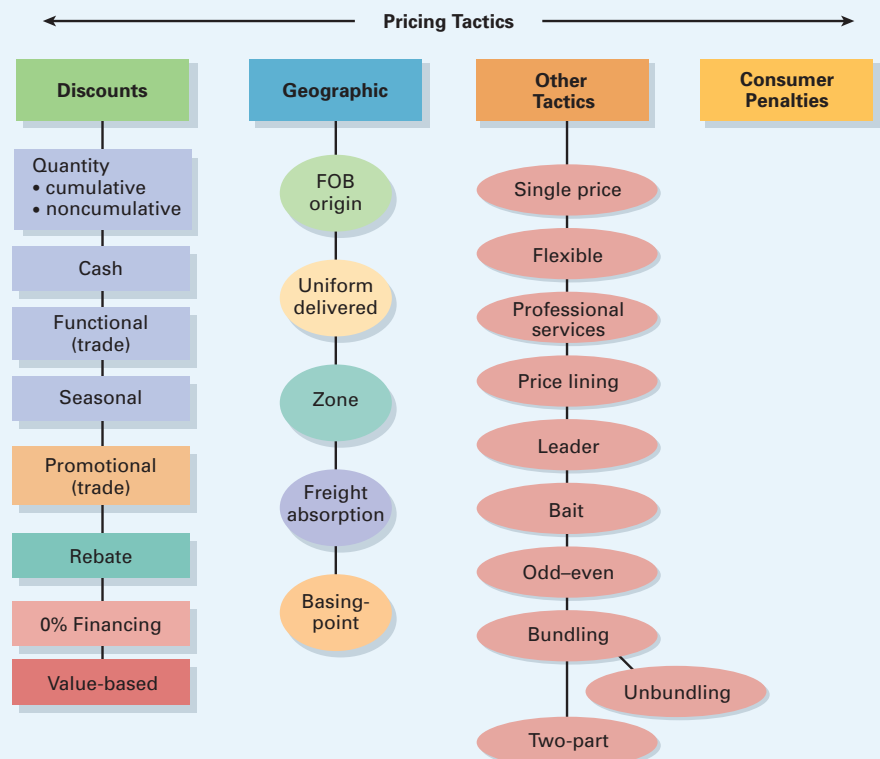 Pricing Tactics
Discounts
Quantity
• cumulative
• noncumulative
Cash
Functional
(trade)
Seasonal
Promotional
(trade)
Rebate
0% Financing
Value-based
Geographic
FOB
origin
Uniform
delivered
Zone
Freight
absorption
Basing-
point
Other
Tactics
Single price
Flexible
Professional
services
Price lining
Leader
Bait
Odd–even
Bundling
Unbundling
Two-part
Consumer
Penalties